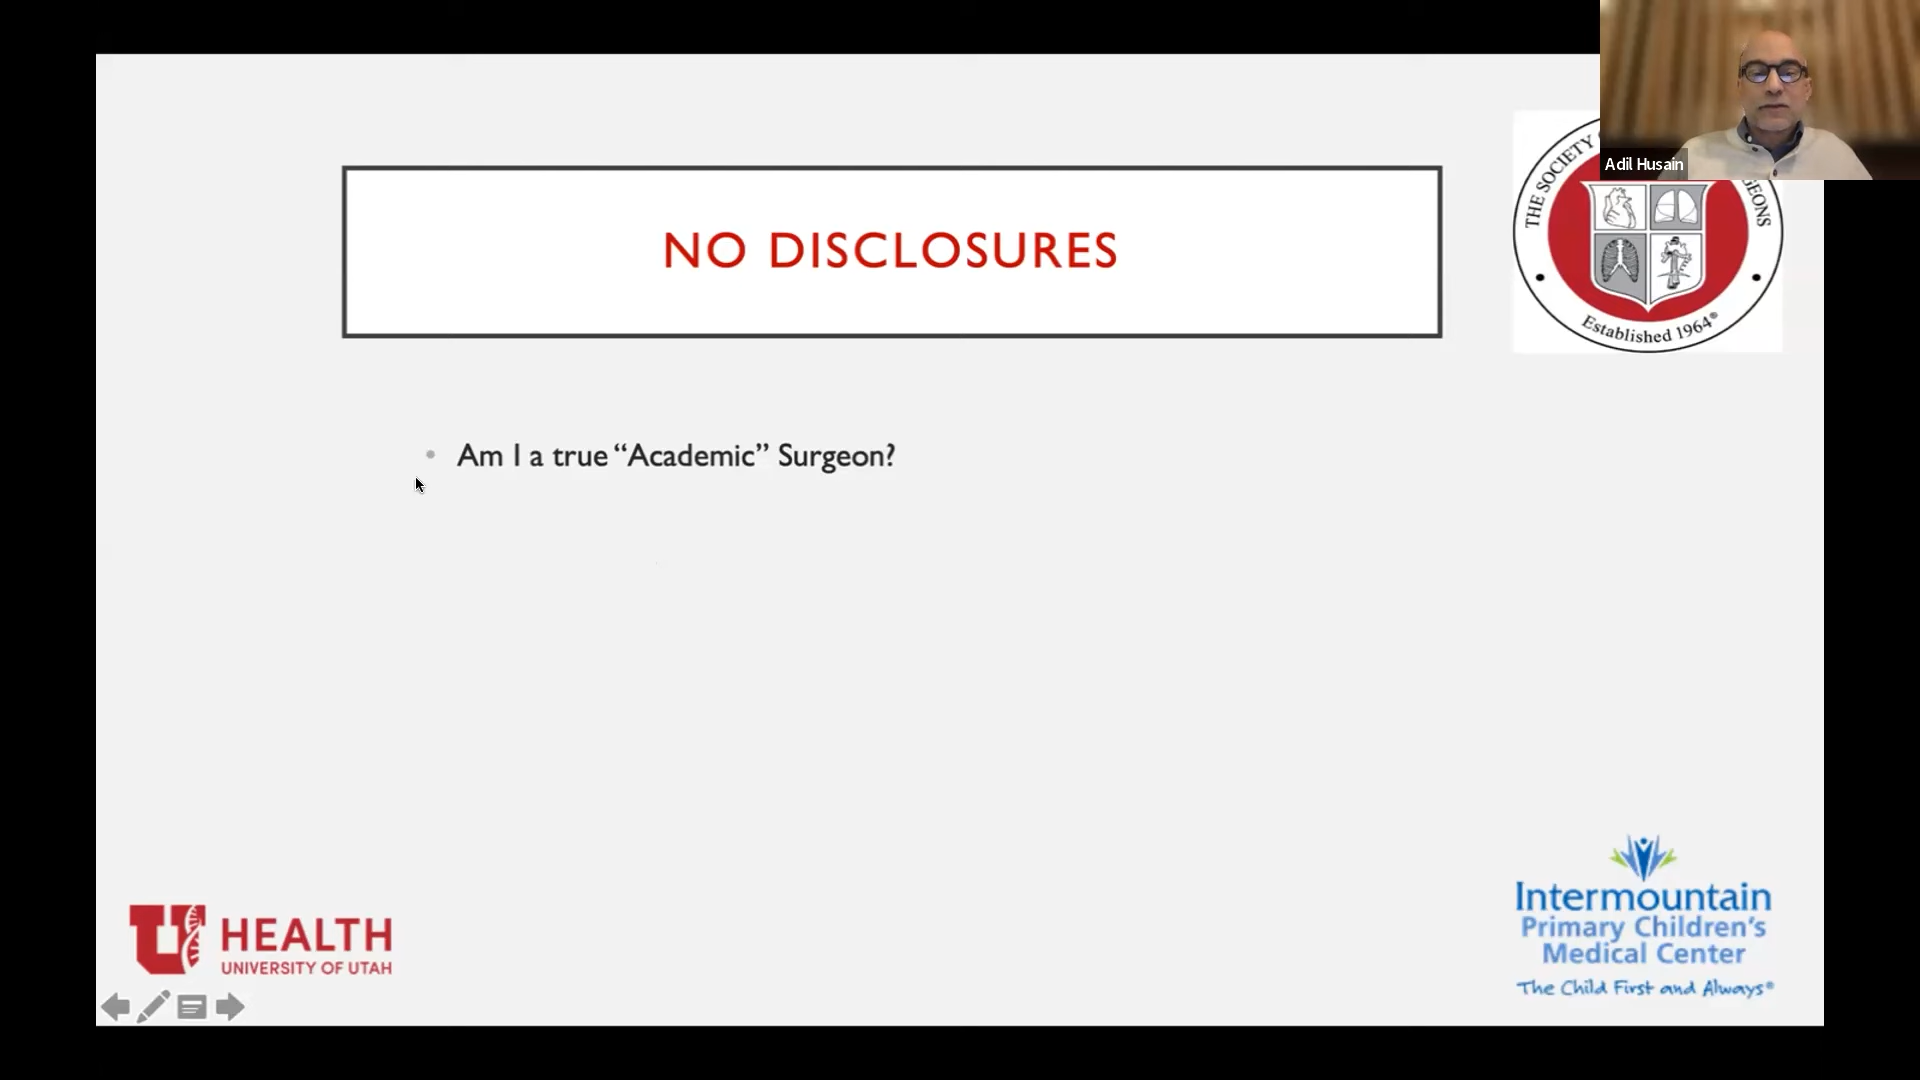 Adil Husain
THE SOCIETY
GEONS
Established 1964®
NO DISCLOSURES
Am I a true “Academic” Surgeon?
U HEALTH
UNIVERSITY OF UTAH
Intermountain
Primary Children's
Medical Center
The Child First and Always®